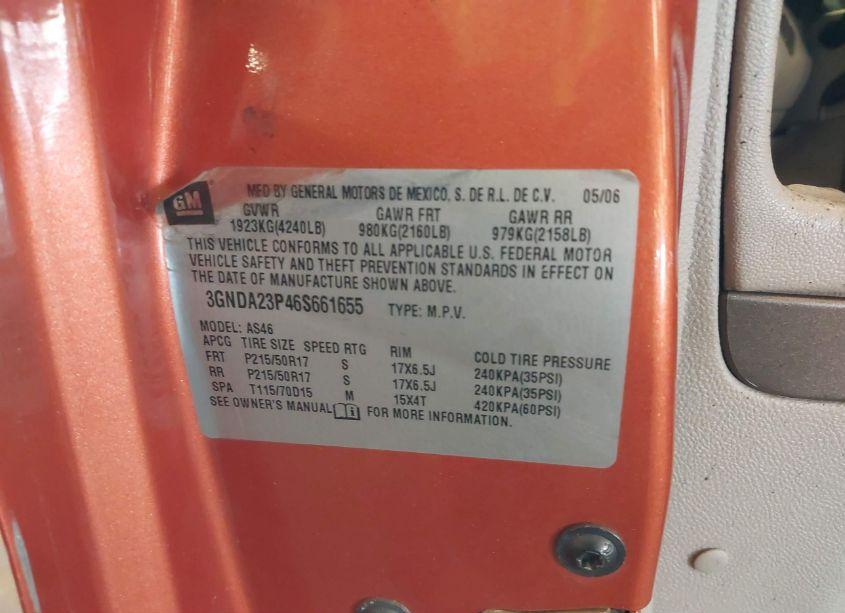 GM
MFD BY GENERAL MOTORS DE MEXICO, S. DE R.L. DE C.V. 05/06
GVWR GAWR FRT GAWR RR
1923KG(4240LB) 980KG(2160LB) 979KG(2158LB)
THIS VEHICLE CONFORMS TO ALL APPLICABLE U.S. FEDERAL MOTOR
VEHICLE SAFETY AND THEFT PREVENTION STANDARDS IN EFFECT ON
THE DATE OF MANUFACTURE SHOWN ABOVE.
3GNDA23P46S661655 TYPE: M.P.V.
MODEL: AS46
APCG TIRE SIZE SPEED RTG RIM COLD TIRE PRESSURE
FRT P215/50R17 S 17X6.5J 240KPA(35PSI)
RR P215/50R17 S 17X6.5J 240KPA(35PSI)
SPA T115/70D15 M 15X4T 420KPA(60PSI)
SEE OWNER'S MANUAL FOR MORE INFORMATION.